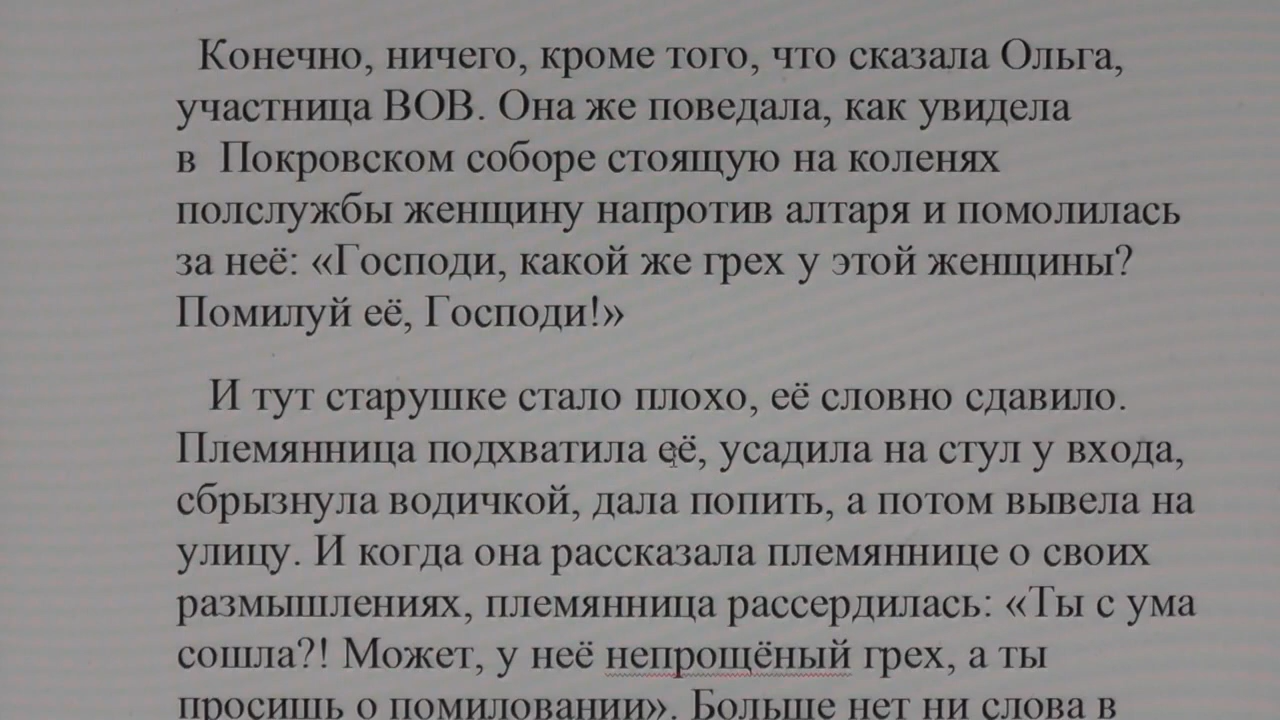 Конечно, ничего, кроме того, что сказала Ольга,
участница ВОВ. Она же поведала, как увидела
в Покровском соборе стоящую на коленях
полслужбы женщину напротив алтаря и помолилась
за неё: «Господи, какой же грех у этой женщины?
Помилуй её, Господи!»
И тут старушке стало плохо, её словно сдавило.
Племянница подхватила её, усадила на стул у входа,
сбрызнула водичкой, дала попить, а потом вывела на
улицу. И когда она рассказала племяннице о своих
размышлениях, племянница рассердилась: «Ты с ума
сошла?! Может, у неё непрощёный грех, а ты
просишь о помиловании». Больше нет ни слова в